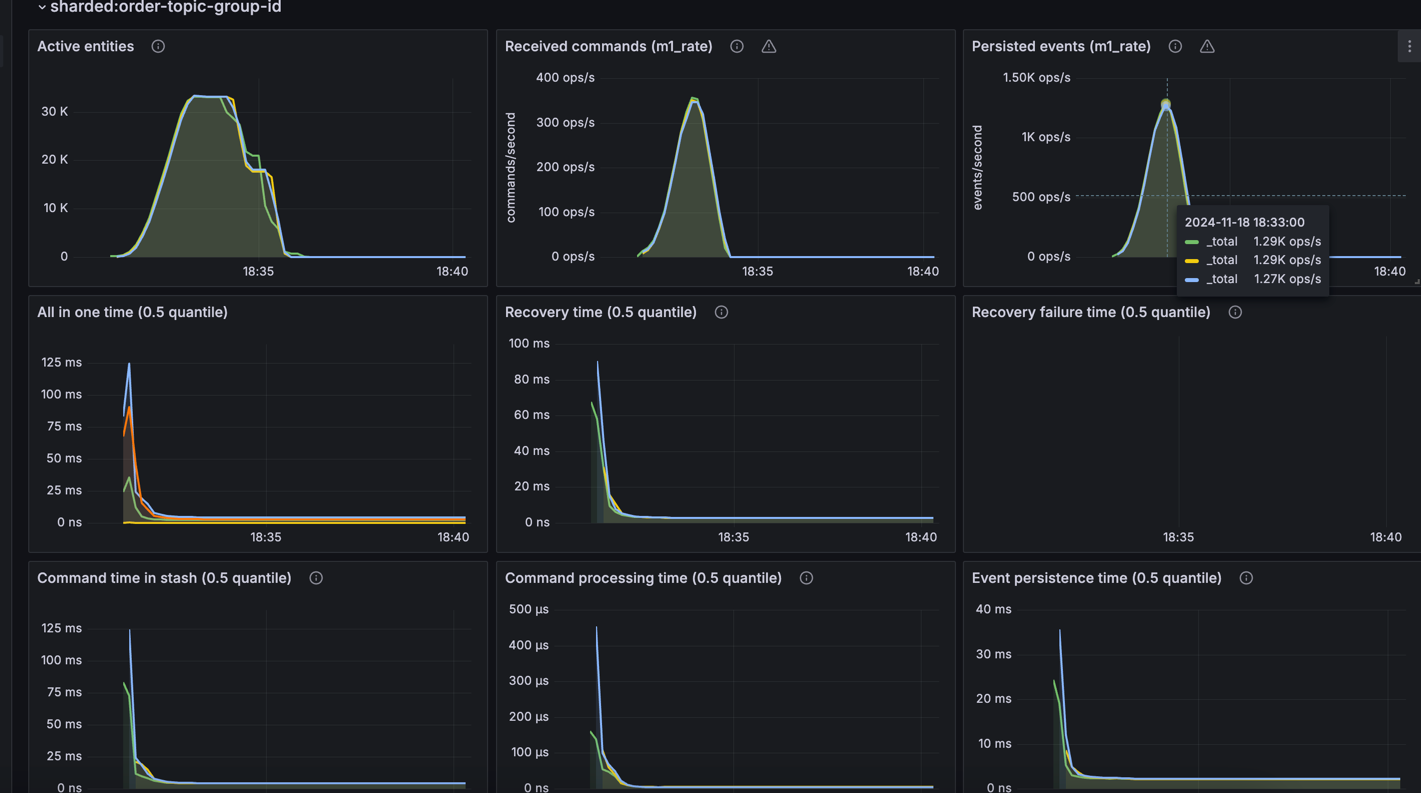 sharded:order-topic-group-id
Active entities
30 K
20 K
10 K
0
18:35
18:40
Received commands (m1_rate)
commands/second
400 ops/s
300 ops/s
200 ops/s
100 ops/s
0 ops/s
18:35
18:40
Persisted events (m1_rate)
events/second
1.50K ops/s
1K ops/s
500 ops/s
0 ops/s
18:40
2024-11-18 18:33:00
_total 1.29K ops/s
_total 1.29K ops/s
_total 1.27K ops/s
All in one time (0.5 quantile)
125 ms
100 ms
75 ms
50 ms
25 ms
0 ns
18:35
18:40
Recovery time (0.5 quantile)
100 ms
80 ms
60 ms
40 ms
20 ms
0 ns
18:35
18:40
Recovery failure time (0.5 quantile)
18:35
18:40
Command time in stash (0.5 quantile)
125 ms
100 ms
75 ms
50 ms
25 ms
0 ns
Command processing time (0.5 quantile)
500 µs
400 µs
300 µs
200 µs
100 µs
0 ns
Event persistence time (0.5 quantile)
40 ms
30 ms
20 ms
10 ms
0 ns